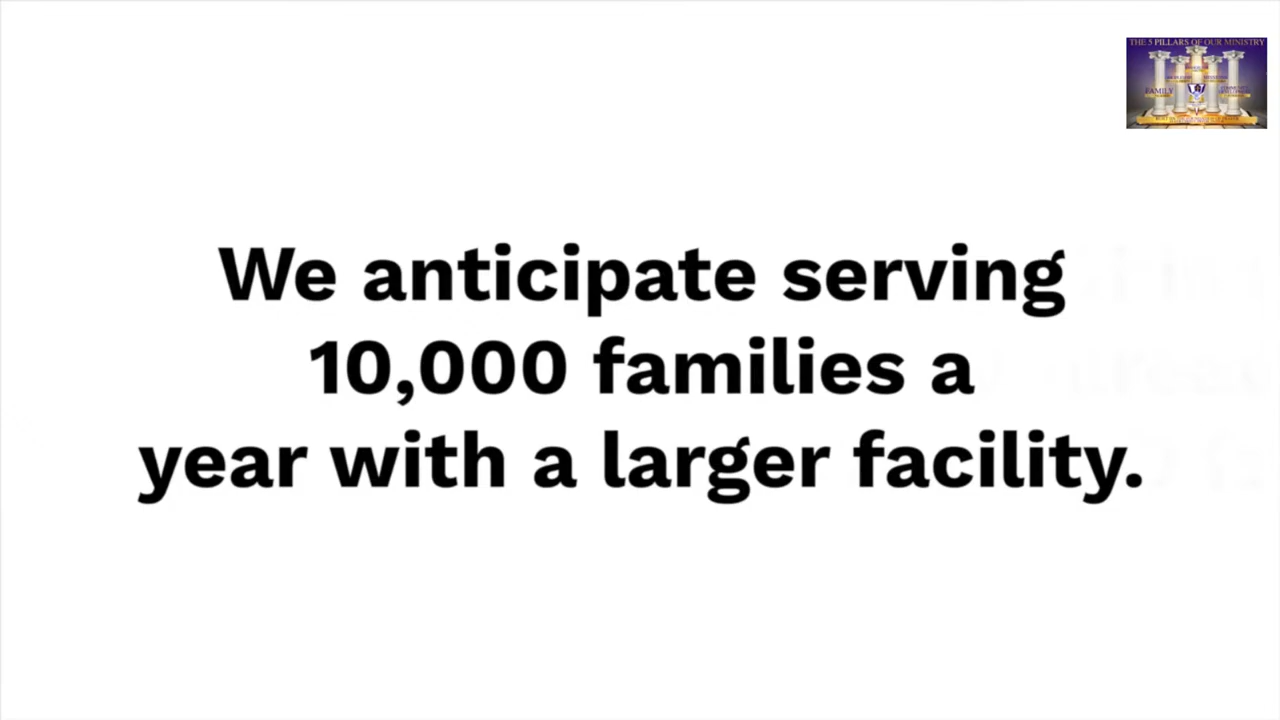 THE 5 PILLARS OF OUR MINISTRY
FAMILY
We anticipate serving
10,000 families a
year with a larger facility.